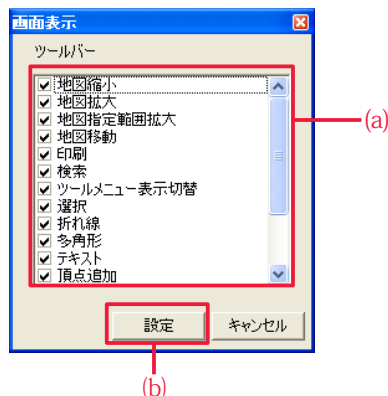 画面表示
ツールバー
地図縮小
地図拡大
地図指定範囲拡大
地図移動
印刷
検索
ツールメニュー表示切替
選択
折れ線
多角形
テキスト
頂点追加
(a)
設定
キャンセル
(b)